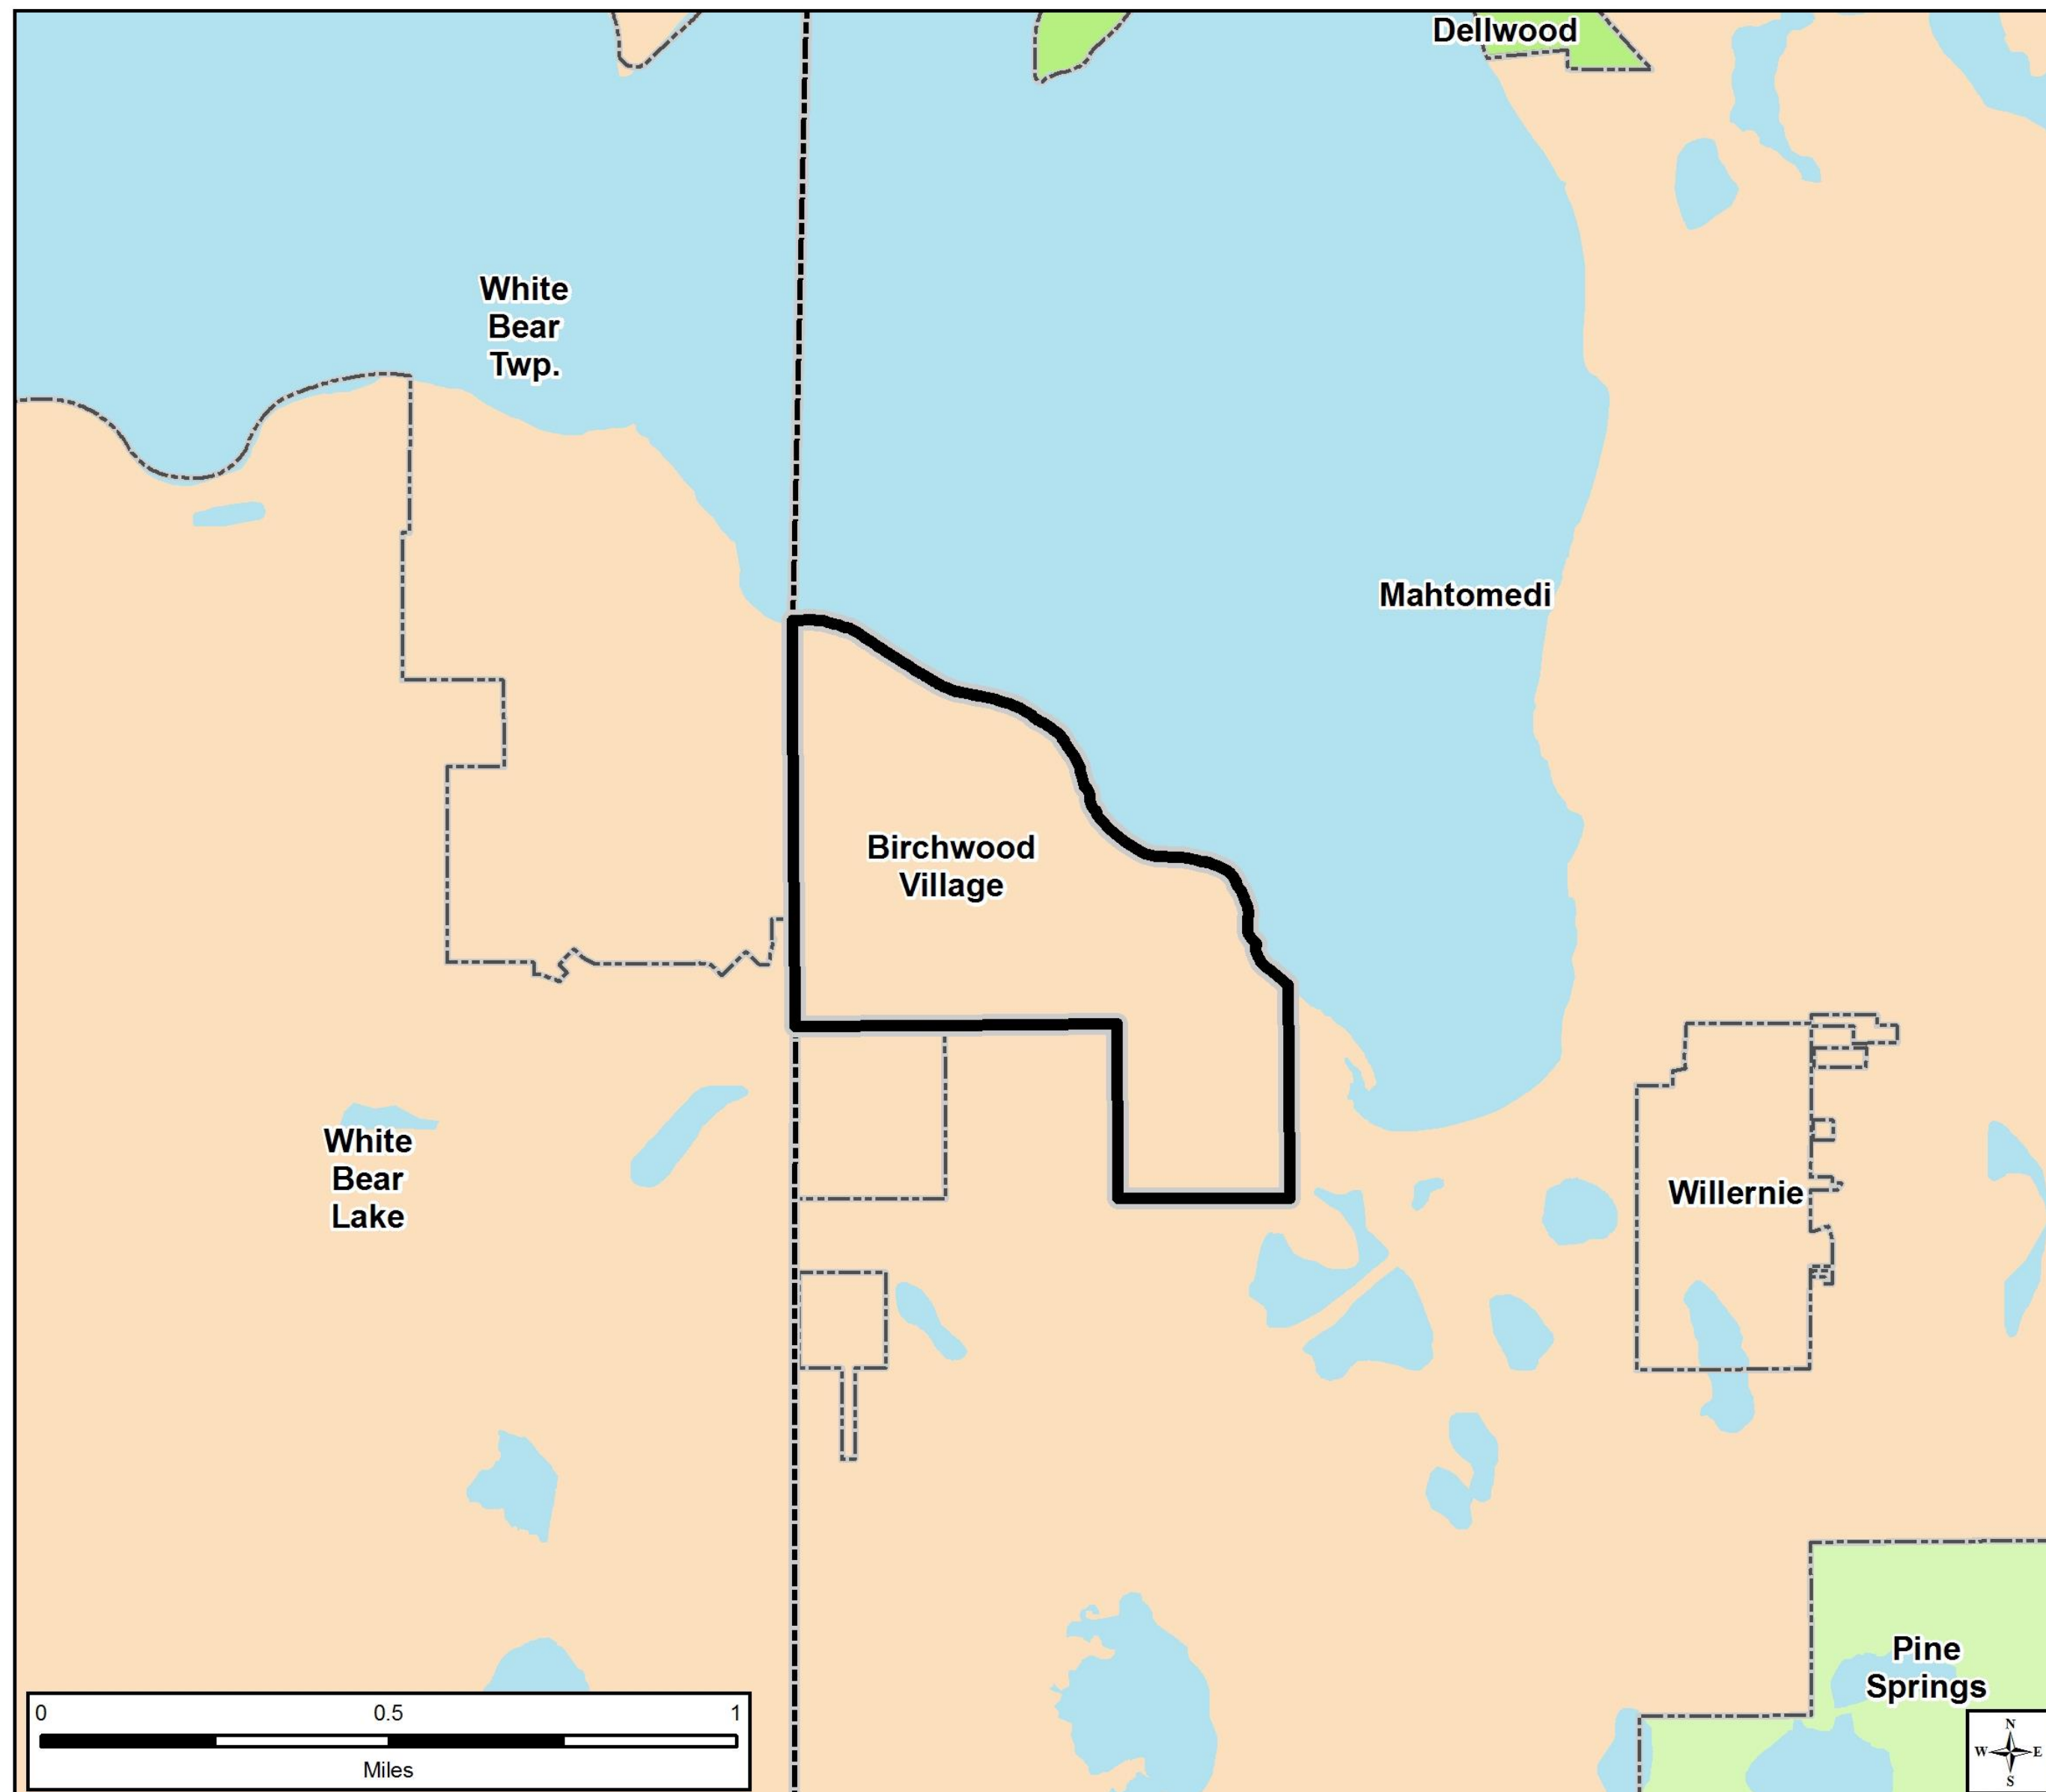 Dellwood
White
Bear
Twp.
Mahtomedi
Birchwood
Village
White
Bear
Lake
Willernie
Pine
Springs
0 0.5 1
Miles
N
W E
S